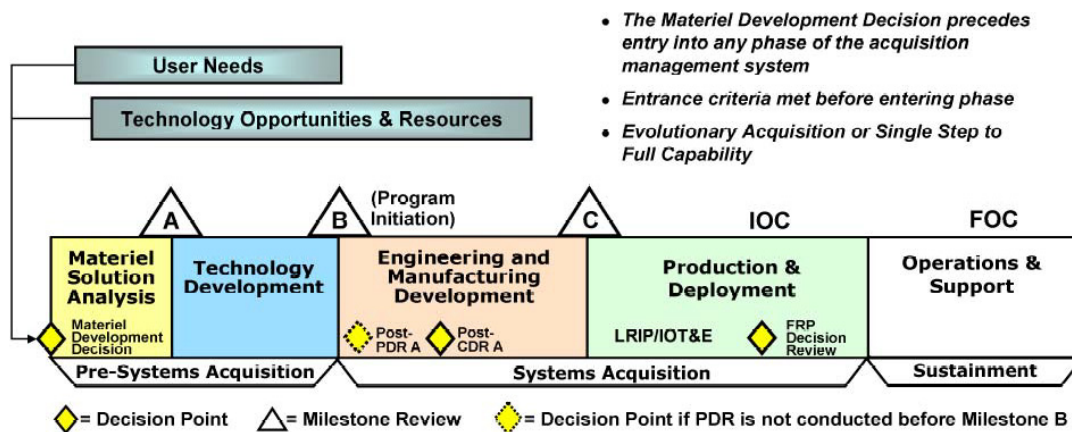 User Needs
Technology Opportunities & Resources
• The Materiel Development Decision precedes
entry into any phase of the acquisition
management system
• Entrance criteria met before entering phase
• Evolutionary Acquisition or Single Step to
Full Capability
A
B
(Program
Initiation)
C
IOC
FOC
Materiel
Solution
Analysis
Materiel
Development
Decision
Technology
Development
Engineering and
Manufacturing
Development
Post-
PDR A
Post-
CDR A
Production &
Deployment
LRIP/IOT&E
FRP
Decision
Review
Operations &
Support
Pre-Systems Acquisition
Systems Acquisition
Sustainment
= Decision Point
= Milestone Review
= Decision Point if PDR is not conducted before Milestone B